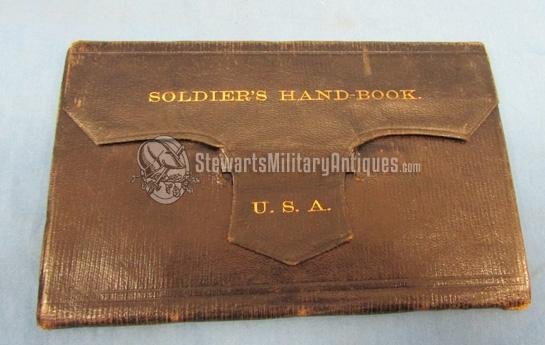 SOLDIER'S HAND-BOOK.
StewartsMilitaryAntiques.com
U. S. A.